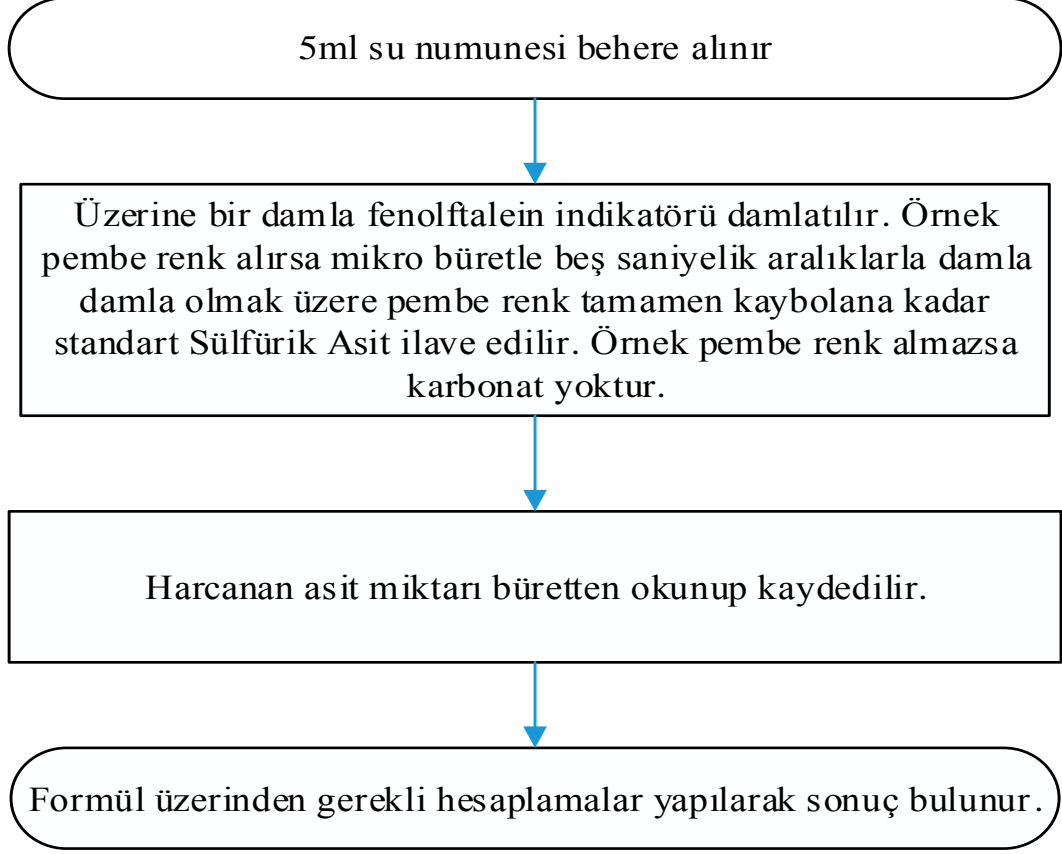 5ml su numunesi behere alınır
Üzerine bir damla fenolftalein indikatörü damlatılır. Örnek
pembe renk alırsa mikro büretle beş saniyelik aralıklarla damla
damla olmak üzere pembe renk tamamen kaybolana kadar
standart Sülfürik Asit ilave edilir. Örnek pembe renk almazsa
karbonat yoktur.
Harcanan asit miktarı büretten okunup kaydedilir.
Formül üzerinden gerekli hesaplamalar yapılarak sonuç bulunur.